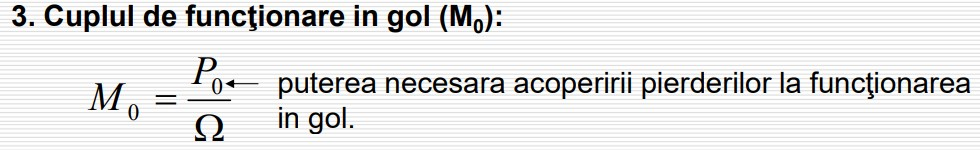 3. Cuplul de funcţionare in gol (M₀):
M₀ = P₀ / Ω ← puterea necesara acoperirii pierderilor la funcţionarea
in gol.